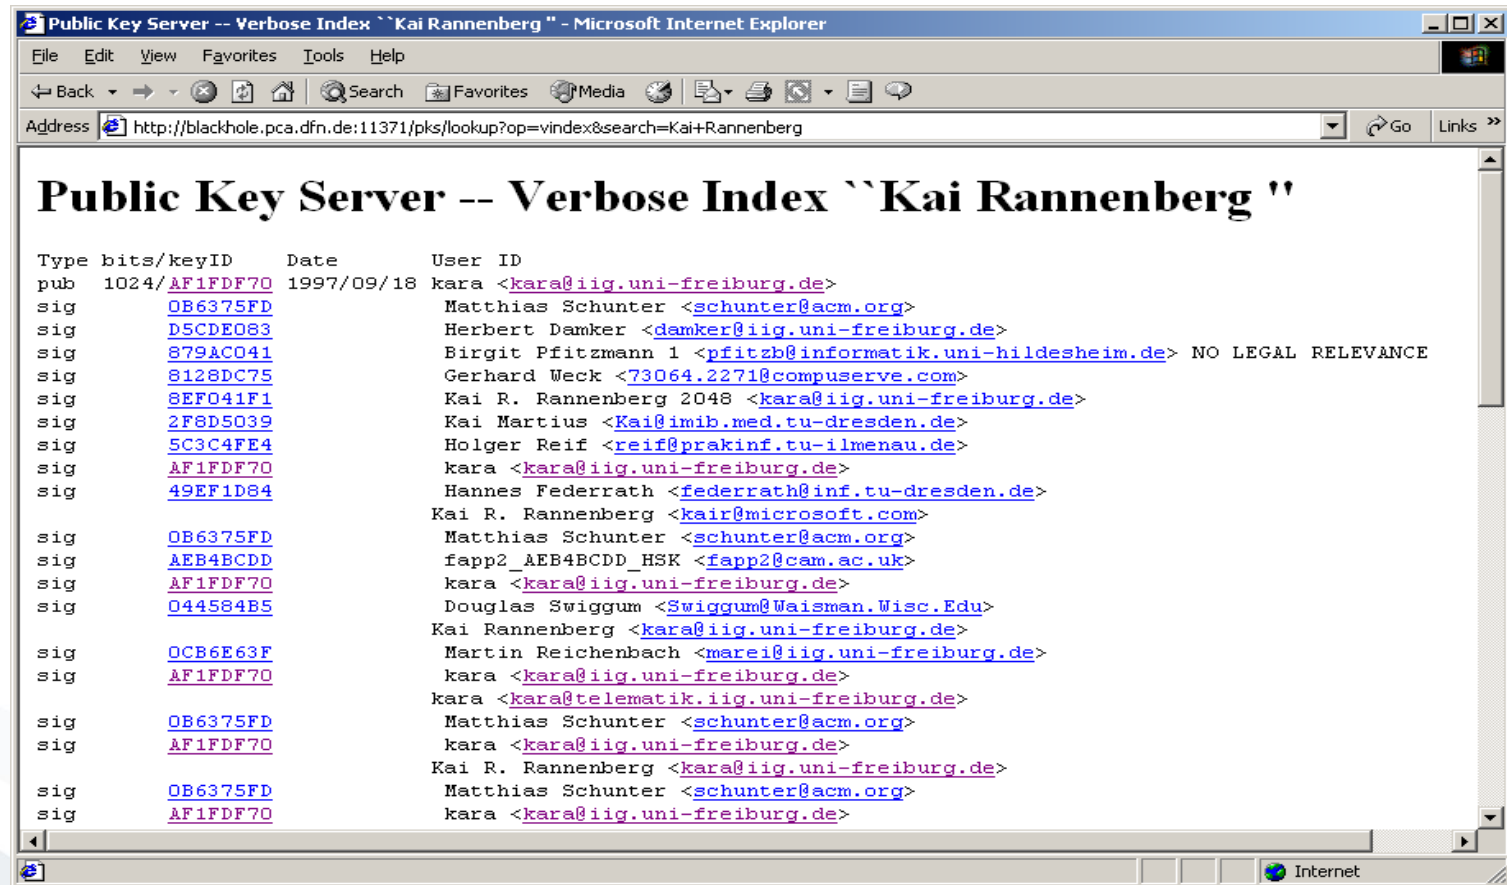 Public Key Server -- Verbose Index ``Kai Rannenberg '' - Microsoft Internet Explorer
File Edit View Favorites Tools Help
Back Search Favorites Media
Address http://blackhole.pca.dfn.de:11371/pks/lookup?op=vindex&search=Kai+Rannenberg Go Links »
Public Key Server -- Verbose Index ``Kai Rannenberg ''
Type bits/keyID Date User ID
pub 1024/AF1FDF70 1997/09/18 kara <kara@iig.uni-freiburg.de>
sig 0B6375FD Matthias Schunter <schunter@acm.org>
sig D5CDE083 Herbert Damker <damker@iig.uni-freiburg.de>
sig 879AC041 Birgit Pfitzmann 1 <pfitzb@informatik.uni-hildesheim.de> NO LEGAL RELEVANCE
sig 8128DC75 Gerhard Weck <73064.2271@compuserve.com>
sig 8EF041F1 Kai R. Rannenberg 2048 <kara@iig.uni-freiburg.de>
sig 2F8D5039 Kai Martius <Kai@imib.med.tu-dresden.de>
sig 5C3C4FE4 Holger Reif <reif@prakinf.tu-ilmenau.de>
sig AF1FDF70 kara <kara@iig.uni-freiburg.de>
sig 49EF1D84 Hannes Federrath <federrath@inf.tu-dresden.de>
Kai R. Rannenberg <kair@microsoft.com>
sig 0B6375FD Matthias Schunter <schunter@acm.org>
sig AEB4BCDD fapp2_AEB4BCDD_HSK <fapp2@cam.ac.uk>
sig AF1FDF70 kara <kara@iig.uni-freiburg.de>
sig 044584B5 Douglas Swiggum <Swiggum@Waisman.Wisc.Edu>
Kai Rannenberg <kara@iig.uni-freiburg.de>
sig 0CB6E63F Martin Reichenbach <marei@iig.uni-freiburg.de>
sig AF1FDF70 kara <kara@iig.uni-freiburg.de>
kara <kara@telematik.iig.uni-freiburg.de>
sig 0B6375FD Matthias Schunter <schunter@acm.org>
sig AF1FDF70 kara <kara@iig.uni-freiburg.de>
Kai R. Rannenberg <kara@iig.uni-freiburg.de>
sig 0B6375FD Matthias Schunter <schunter@acm.org>
sig AF1FDF70 kara <kara@iig.uni-freiburg.de>
Internet